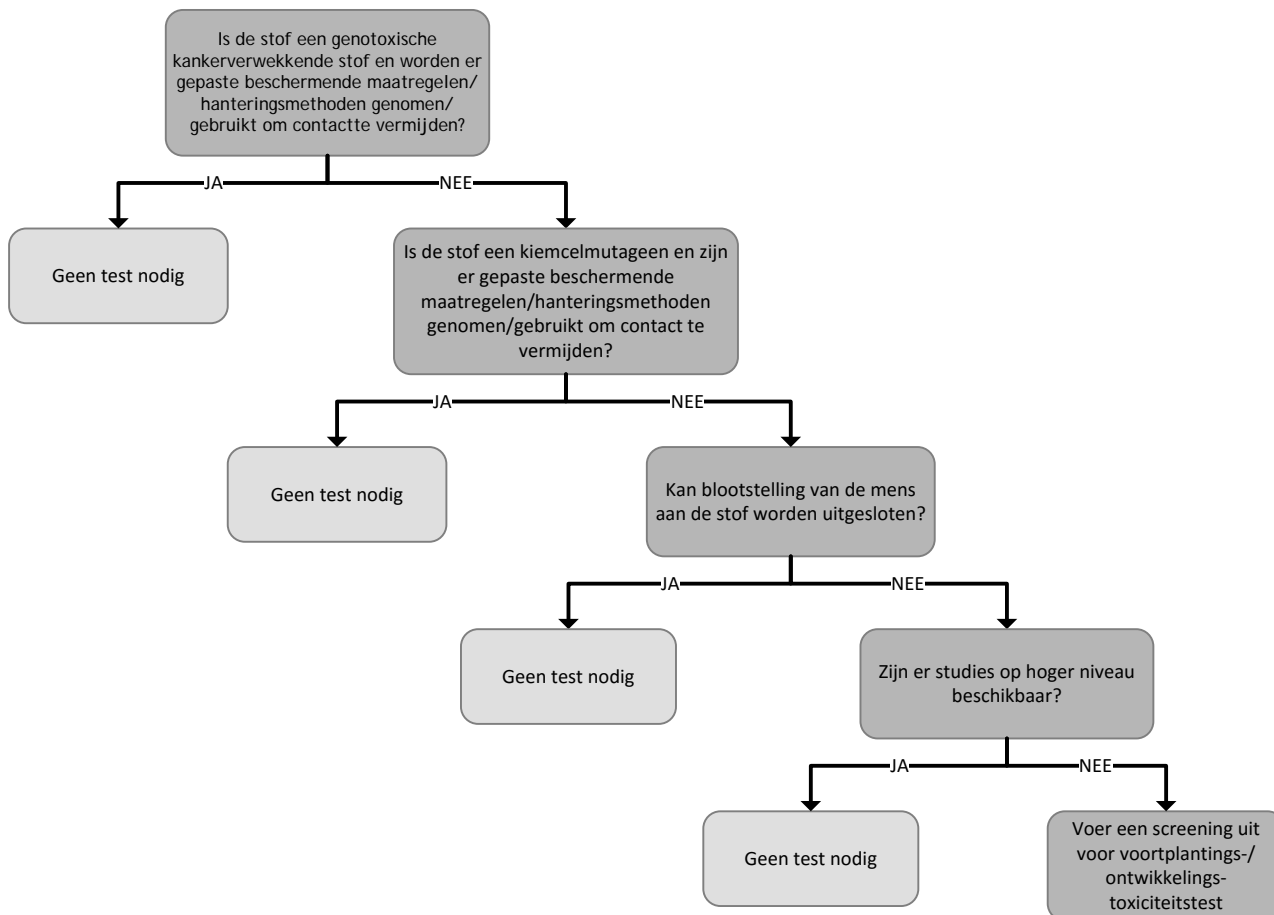 Is de stof een genotoxische
kankerverwekkende stof en worden er
gepaste beschermende maatregelen/
hanteringsmethoden genomen/
gebruikt om contactte vermijden?
JA
NEE
Geen test nodig
Is de stof een kiemcelmutageen en zijn
er gepaste beschermende
maatregelen/hanteringsmethoden
genomen/gebruikt om contact te
vermijden?
JA
NEE
Geen test nodig
Kan blootstelling van de mens
aan de stof worden uitgesloten?
JA
NEE
Geen test nodig
Zijn er studies op hoger niveau
beschikbaar?
JA
NEE
Geen test nodig
Voer een screening uit
voor voortplantings-/
ontwikkelings-
toxiciteitstest